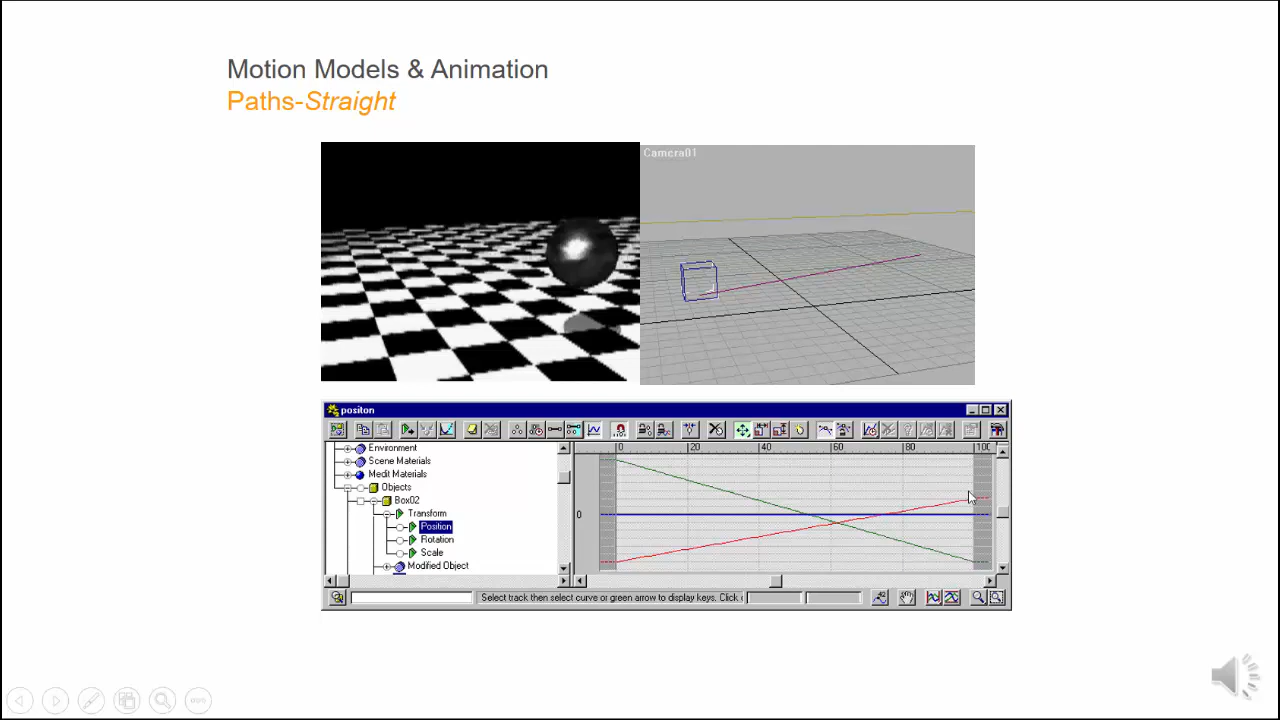 Motion Models & Animation
Paths-Straight
Camera01
positon
0 20 40 60 80 100
Environment
Scene Materials
Medit Materials
Objects
Box02
Transform
Position
Rotation
Scale
Modified Object
0
Select track then select curve or green arrow to display keys. Click